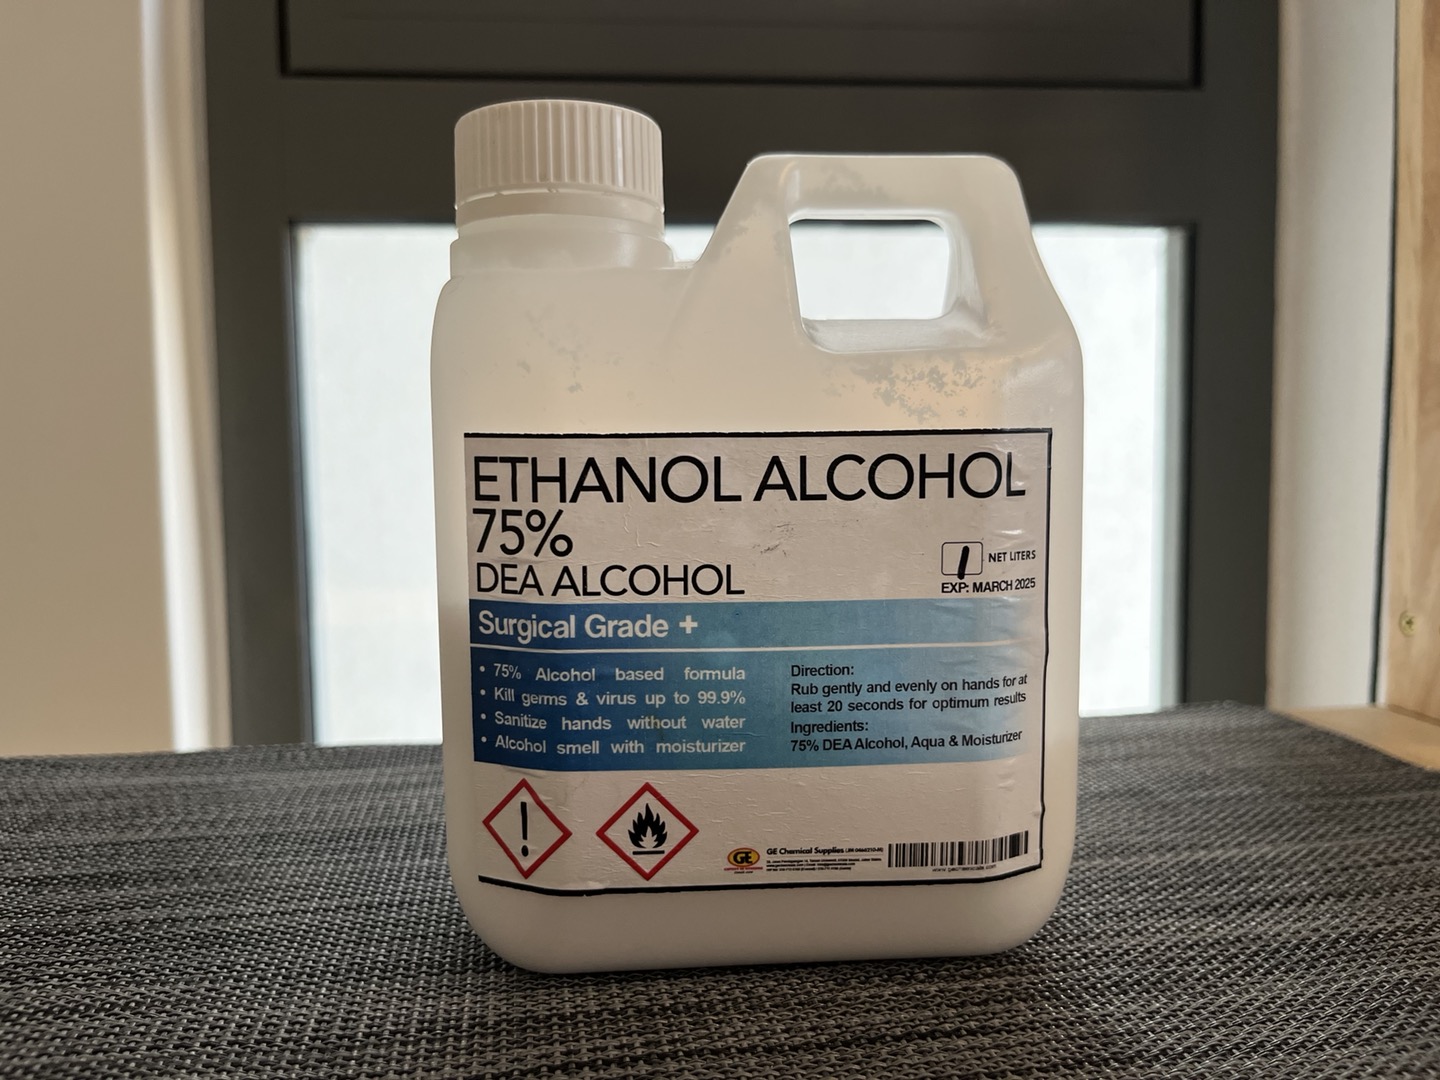 ETHANOL ALCOHOL
75%
DEA ALCOHOL
1 NET LITERS
EXP: MARCH 2025
Surgical Grade +
• 75% Alcohol based formula
• Kill germs & virus up to 99.9%
• Sanitize hands without water
• Alcohol smell with moisturizer
Direction:
Rub gently and evenly on hands for at
least 20 seconds for optimum results
Ingredients:
75% DEA Alcohol, Aqua & Moisturizer
GE
GE Chemical Supplies